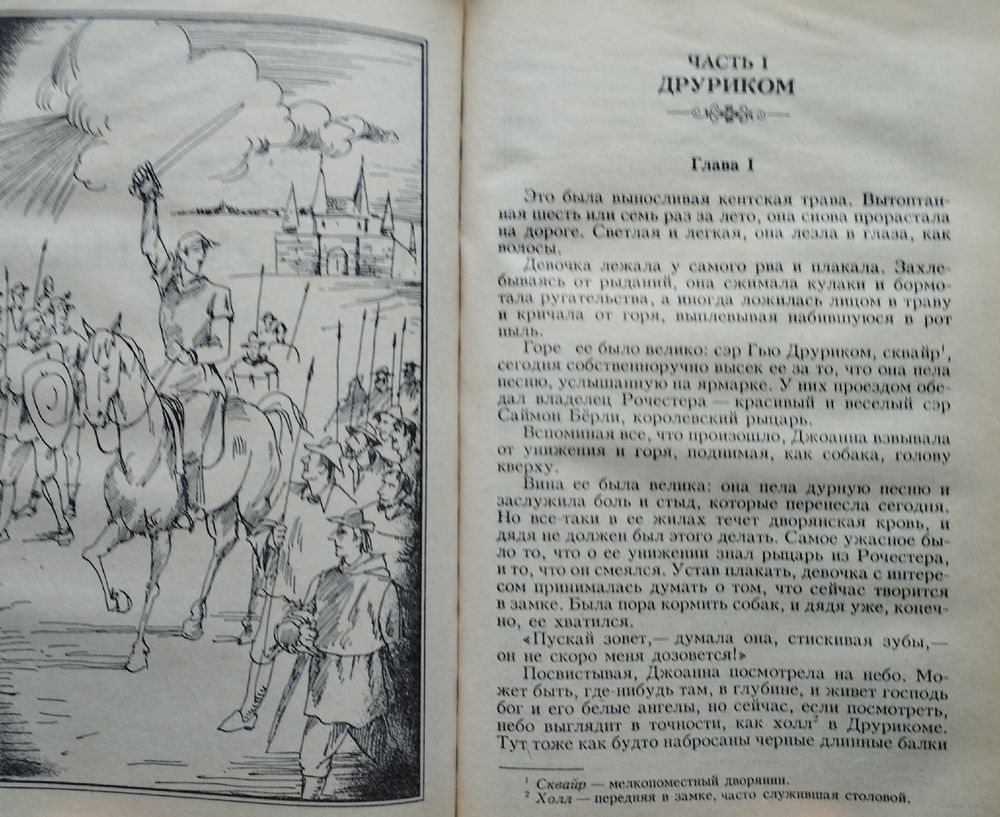 ЧАСТЬ I
ДРУРИКОМ
Глава I
Это была выносливая кентская трава. Вытоптан-
ная шесть или семь раз за лето, она снова прорастала
на дороге. Светлая и легкая, она лезла в глаза, как
волосы.
Девочка лежала у самого рва и плакала. Захле-
бываясь от рыданий, она сжимала кулаки и бормо-
тала ругательства, а иногда ложилась лицом в траву
и кричала от горя, выплевывая набившуюся в рот
пыль.
Горе ее было велико: сэр Гью Друриком, сквайр¹,
сегодня собственноручно высек ее за то, что она пела
песню, услышанную на ярмарке. У них проездом обе-
дал владелец Рочестера — красивый и веселый сэр
Саймон Бёрли, королевский рыцарь.
Вспоминая все, что произошло, Джоанна взвывала
от унижения и горя, поднимая, как собака, голову
кверху.
Вина ее была велика: она пела дурную песню и
заслужила боль и стыд, которые перенесла сегодня.
Но все-таки в ее жилах течет дворянская кровь, и
дядя не должен был этого делать. Самое ужасное бы-
ло то, что о ее унижении знал рыцарь из Рочестера,
и то, что он смеялся. Устав плакать, девочка с интере-
сом принималась думать о том, что сейчас творится
в замке. Была пора кормить собак, и дядя уже, конеч-
но, ее хватился.
«Пускай зовет,— думала она, стискивая зубы,—
он не скоро меня дозовется!»
Посвистывая, Джоанна посмотрела на небо. Мо-
жет быть, где-нибудь там, в глубине, и живет господь
бог и его белые ангелы, но сейчас, если посмотреть,
небо выглядит в точности, как холл² в Друрикоме.
Тут тоже как будто набросаны черные длинные балки
¹ Сквайр — мелкопоместный дворянин.
² Холл — передняя в замке, часто служившая столовой.